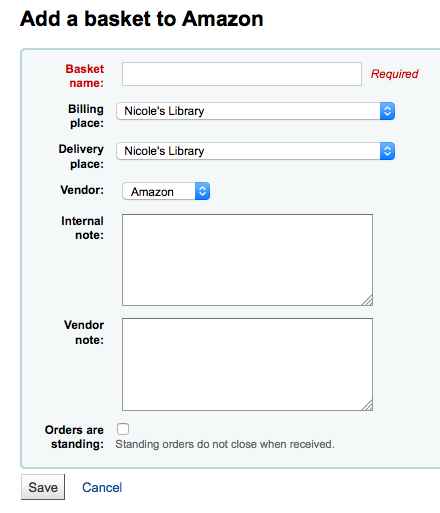 Add a basket to Amazon
Basket
name:
Required
Billing
place:
Nicole's Library
Delivery
place:
Nicole's Library
Vendor:
Amazon
Internal
note:
Vendor
note:
Orders are
standing:
Standing orders do not close when received.
Save
Cancel